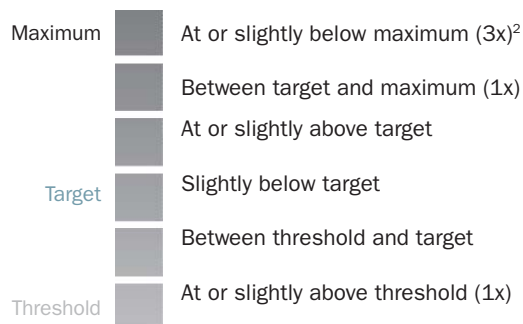 Maximum At or slightly below maximum (3x)²
Between target and maximum (1x)
At or slightly above target
Slightly below target
Target
Between threshold and target
At or slightly above threshold (1x)
Threshold